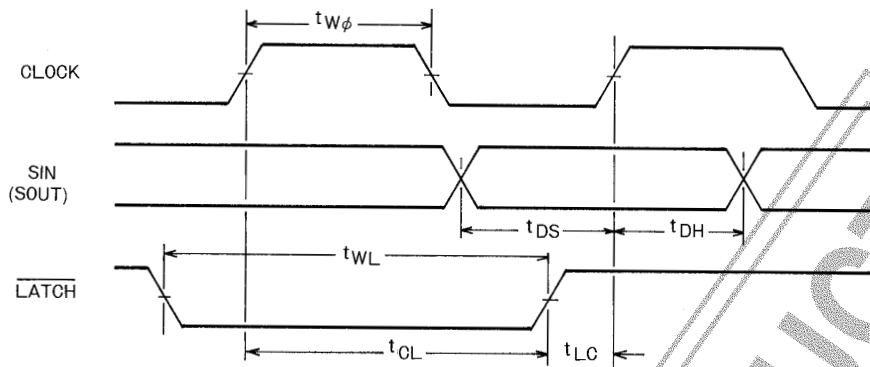 tWφ
CLOCK
SIN
(SOUT)
tDS
tDH
tWL
LATCH
tCL
tLC